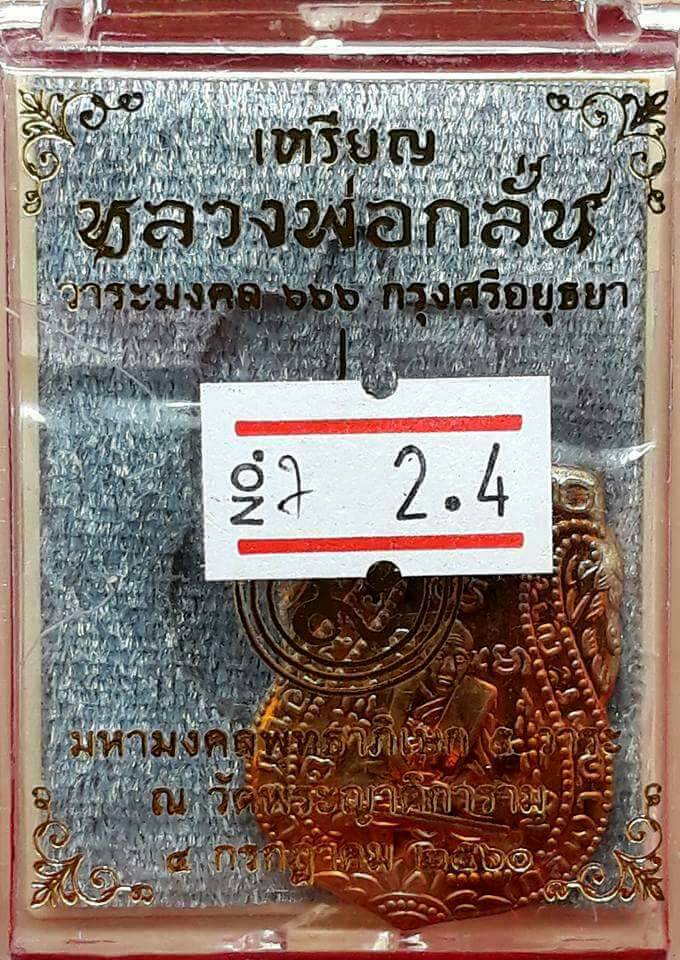 เหรียญ
หลวงพ่อกลั่น
วาระมงคล ๖๖๖ กรุงศรีอยุธยา
NO. 2.4
มหามงคลพุทธาภิเษก ๕ วาระ
ณ วัดพระญาติการาม
๔ กรกฎาคม ๒๕๖๐